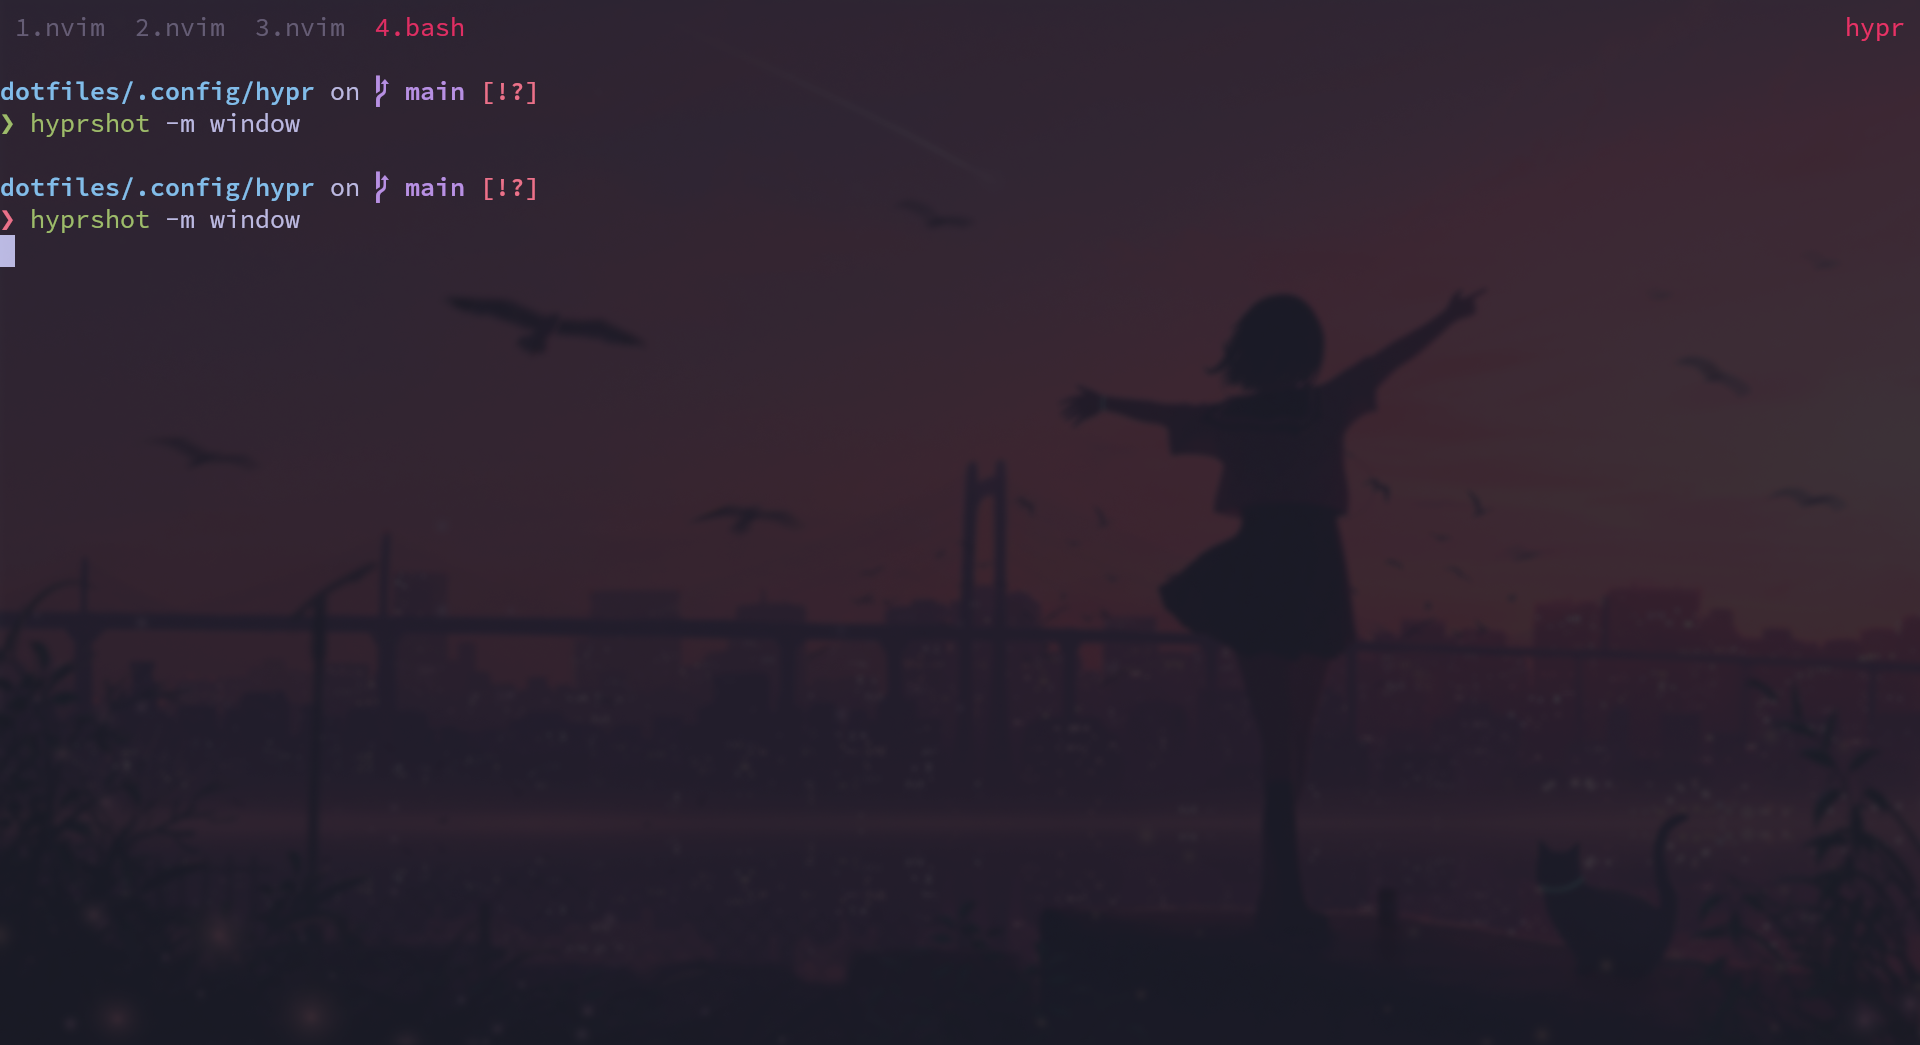 1.nvim 2.nvim 3.nvim 4.bash hypr
dotfiles/.config/hypr on main [!?]
❯ hyprshot -m window
dotfiles/.config/hypr on main [!?]
❯ hyprshot -m window